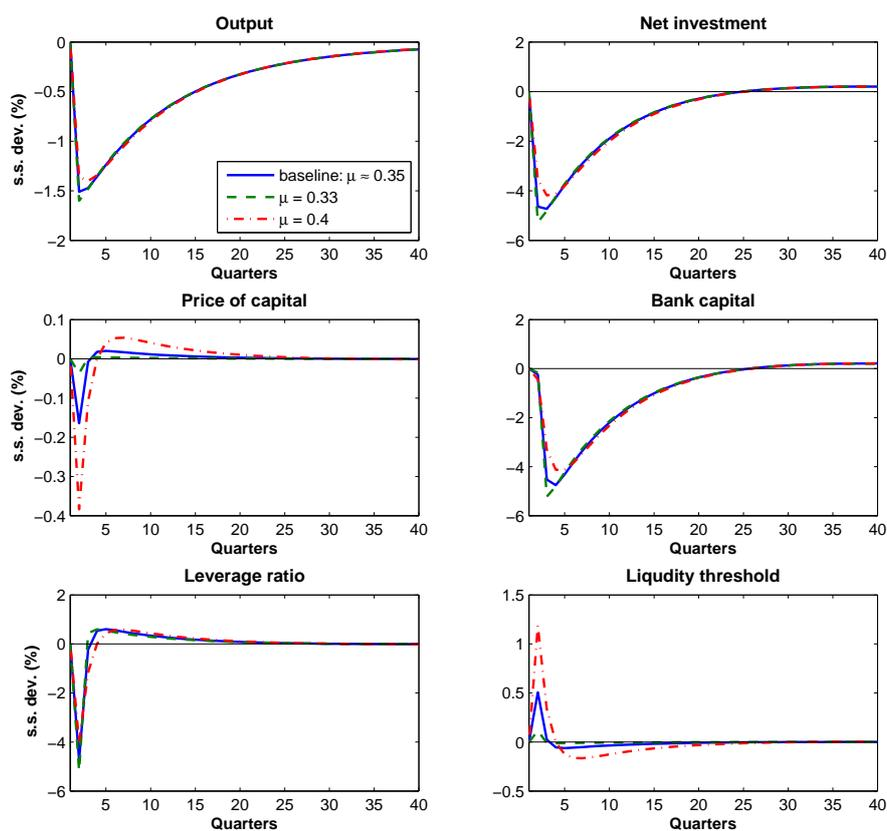 Output
Net investment
s.s. dev. (%)
0
−0.5
−1
−1.5
−2
baseline: μ ≈ 0.35
μ = 0.33
μ = 0.4
5 10 15 20 25 30 35 40
Quarters
2
0
−2
−4
−6
5 10 15 20 25 30 35 40
Quarters
Price of capital
Bank capital
s.s. dev. (%)
0.1
0
−0.1
−0.2
−0.3
−0.4
5 10 15 20 25 30 35 40
Quarters
2
0
−2
−4
−6
5 10 15 20 25 30 35 40
Quarters
Leverage ratio
Liqudity threshold
s.s. dev. (%)
2
0
−2
−4
−6
5 10 15 20 25 30 35 40
Quarters
1.5
1
0.5
0
−0.5
5 10 15 20 25 30 35 40
Quarters